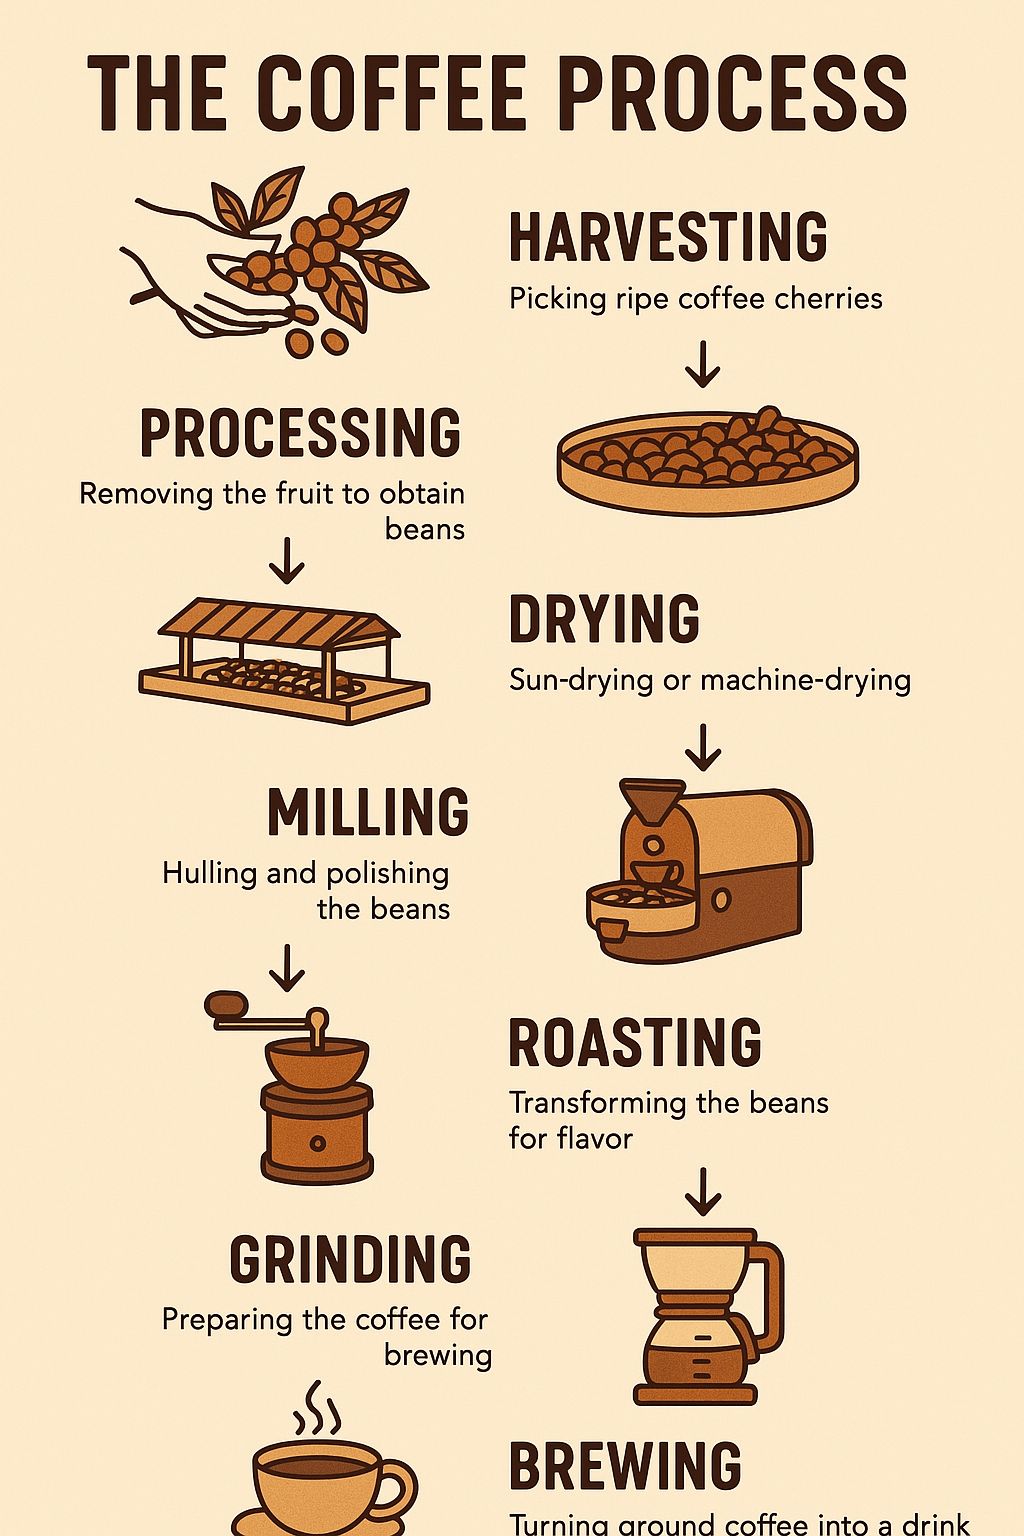 THE COFFEE PROCESS
HARVESTING
Picking ripe coffee cherries
PROCESSING
Removing the fruit to obtain
beans
DRYING
Sun-drying or machine-drying
MILLING
Hulling and polishing
the beans
ROASTING
Transforming the beans
for flavor
GRINDING
Preparing the coffee for
brewing
BREWING
Turning ground coffee into a drink